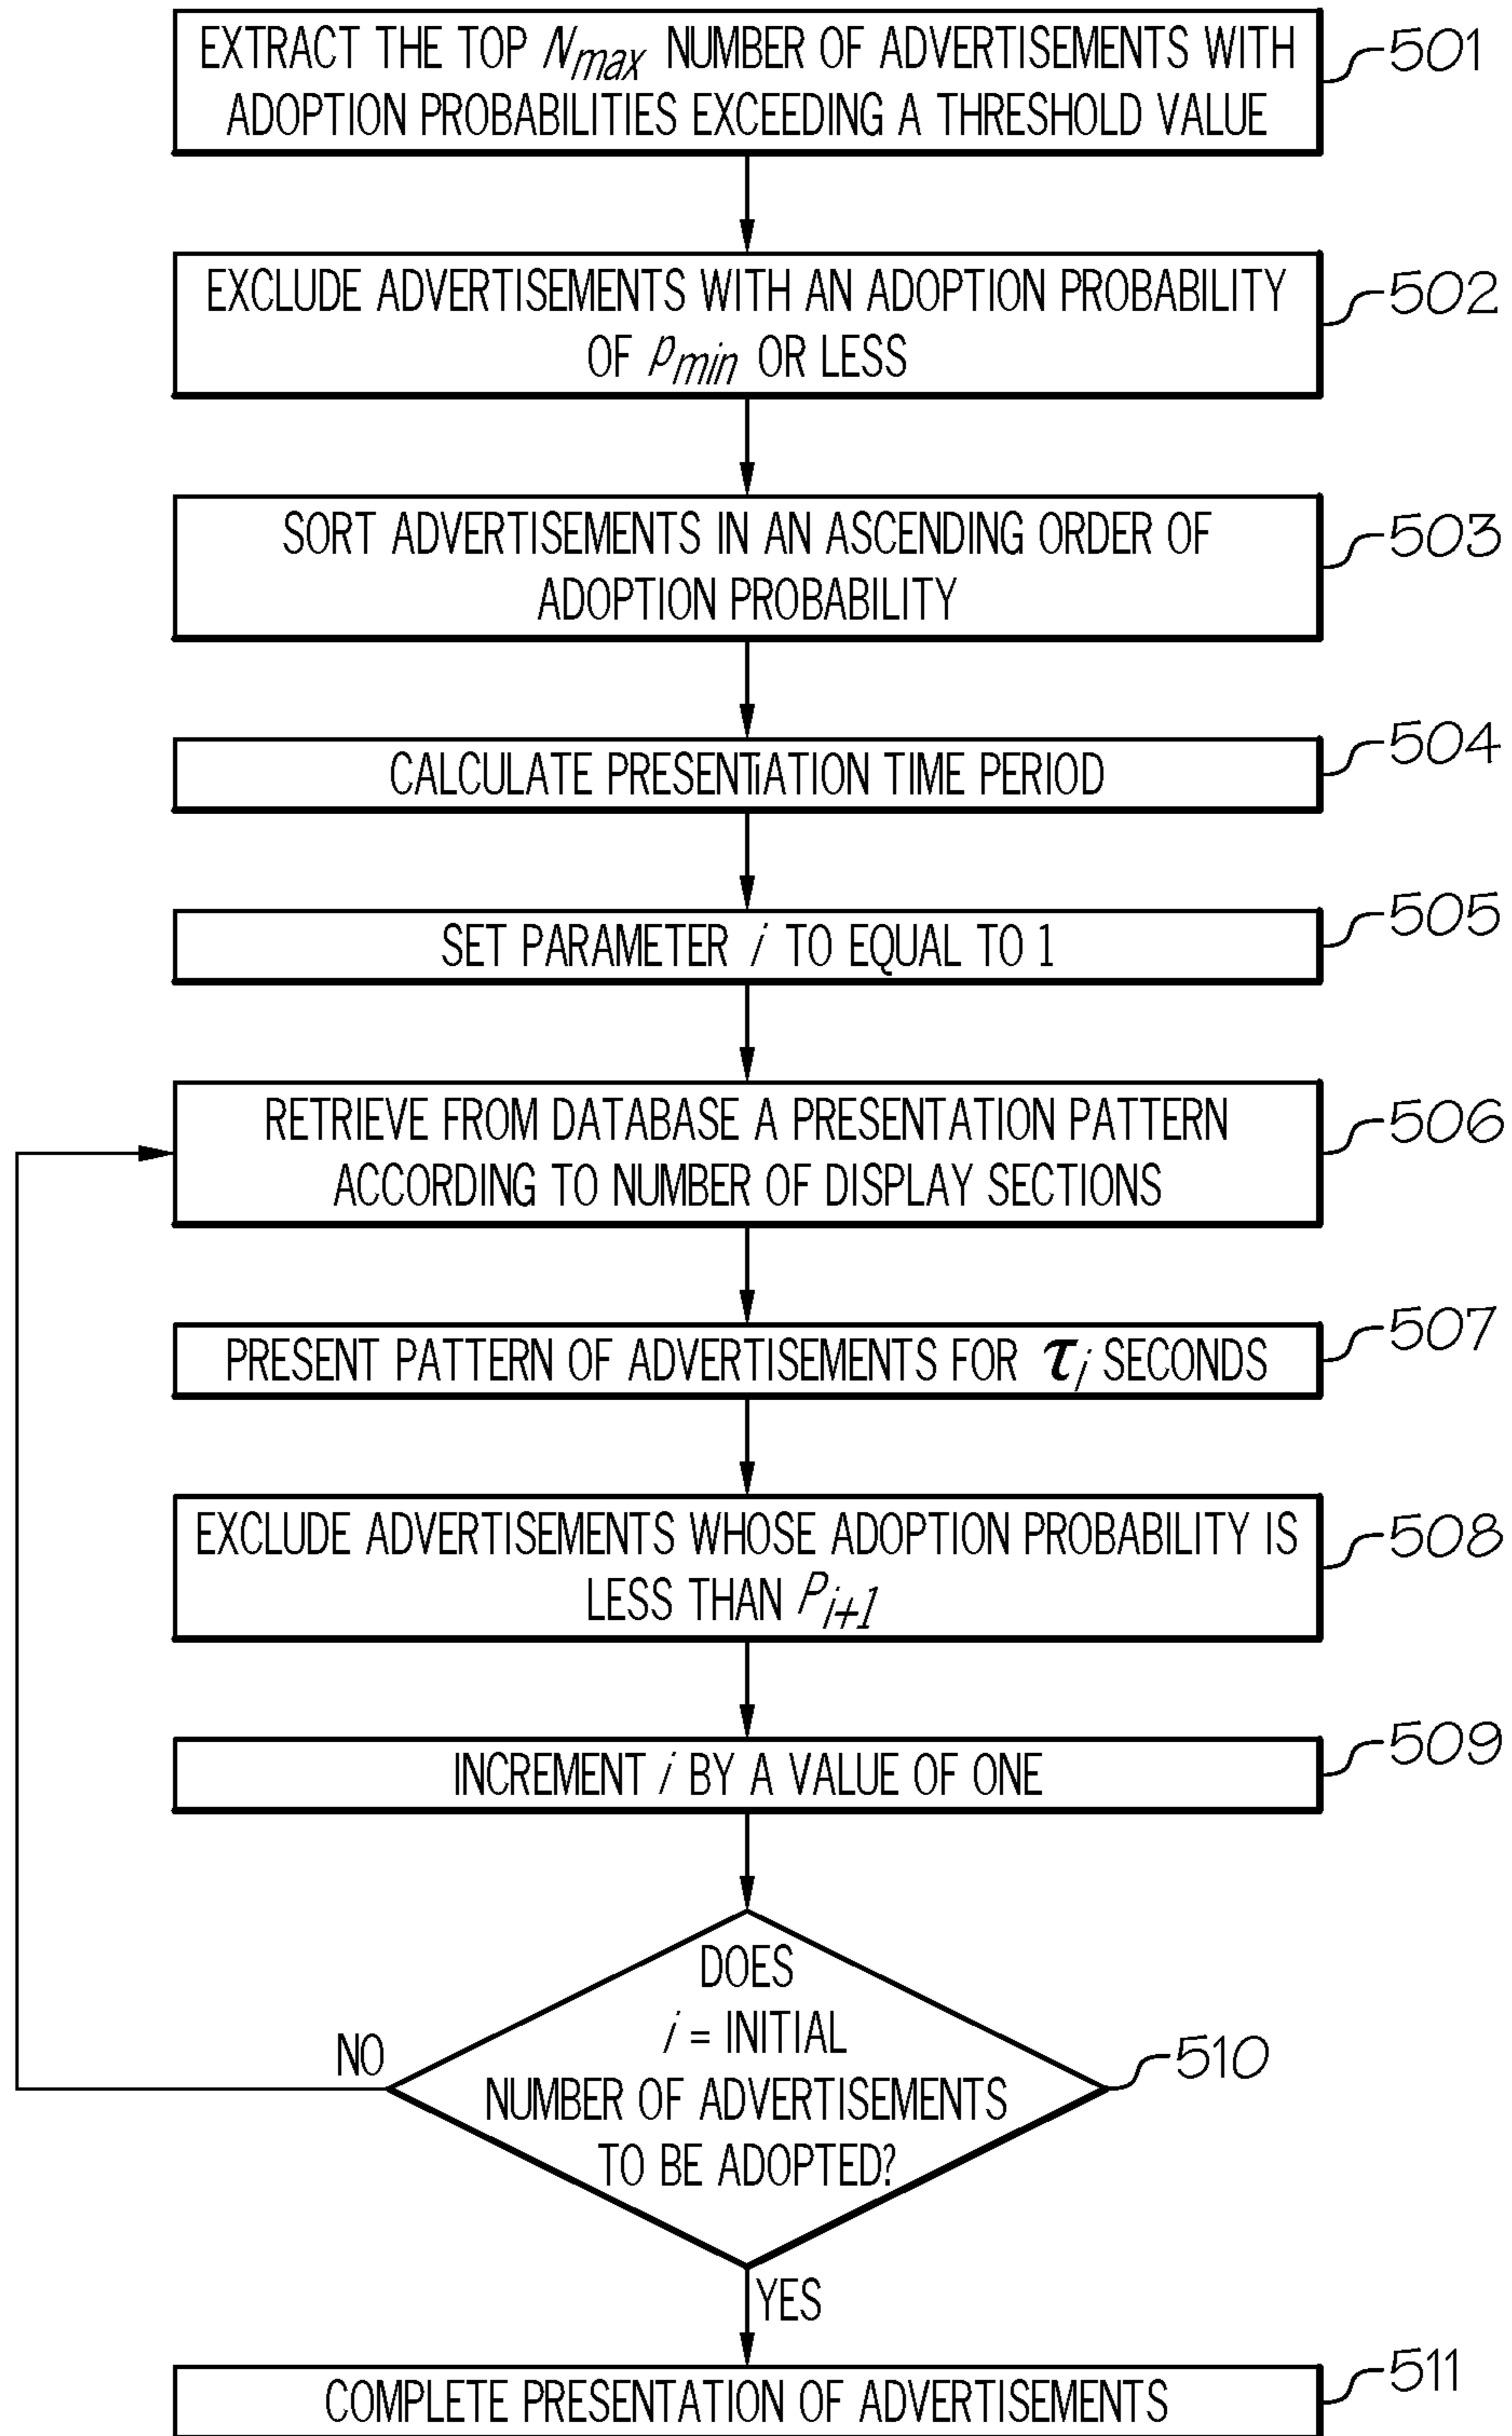 EXTRACT THE TOP Nmax NUMBER OF ADVERTISEMENTS WITH
ADOPTION PROBABILITIES EXCEEDING A THRESHOLD VALUE
501
EXCLUDE ADVERTISEMENTS WITH AN ADOPTION PROBABILITY
OF pmin OR LESS
502
SORT ADVERTISEMENTS IN AN ASCENDING ORDER OF
ADOPTION PROBABILITY
503
CALCULATE PRESENTiATION TIME PERIOD
504
SET PARAMETER i TO EQUAL TO 1
505
RETRIEVE FROM DATABASE A PRESENTATION PATTERN
ACCORDING TO NUMBER OF DISPLAY SECTIONS
506
PRESENT PATTERN OF ADVERTISEMENTS FOR τi SECONDS
507
EXCLUDE ADVERTISEMENTS WHOSE ADOPTION PROBABILITY IS
LESS THAN Pi+1
508
INCREMENT i BY A VALUE OF ONE
509
DOES
i = INITIAL
NUMBER OF ADVERTISEMENTS
TO BE ADOPTED?
510
NO
YES
COMPLETE PRESENTATION OF ADVERTISEMENTS
511